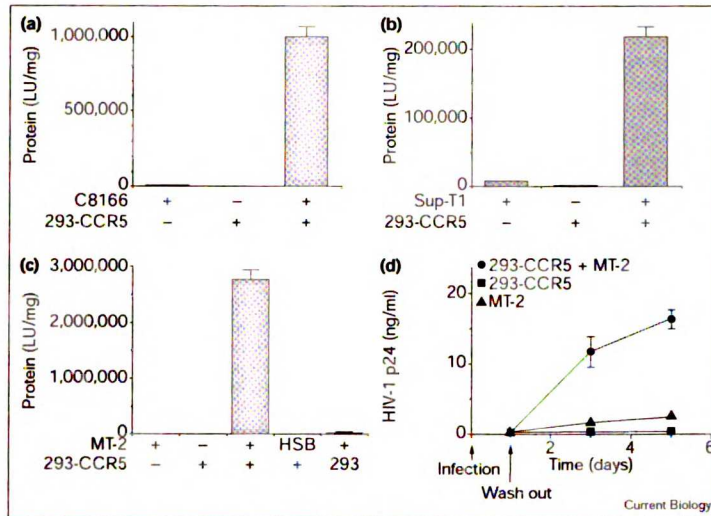 (a)
1,000,000
500,000
0
Protein (LU/mg)
C8166 + – +
293-CCR5 – + +
(b)
200,000
100,000
0
Protein (LU/mg)
Sup-T1 + – +
293-CCR5 – + +
(c)
3,000,000
2,000,000
1,000,000
0
Protein (LU/mg)
MT-2 + – + HSB +
293-CCR5 – + + + 293
(d)
293-CCR5 + MT-2
293-CCR5
MT-2
20
10
0
HIV-1 p24 (ng/ml)
2 4 6
Infection
Time (days)
Wash out
Current Biology